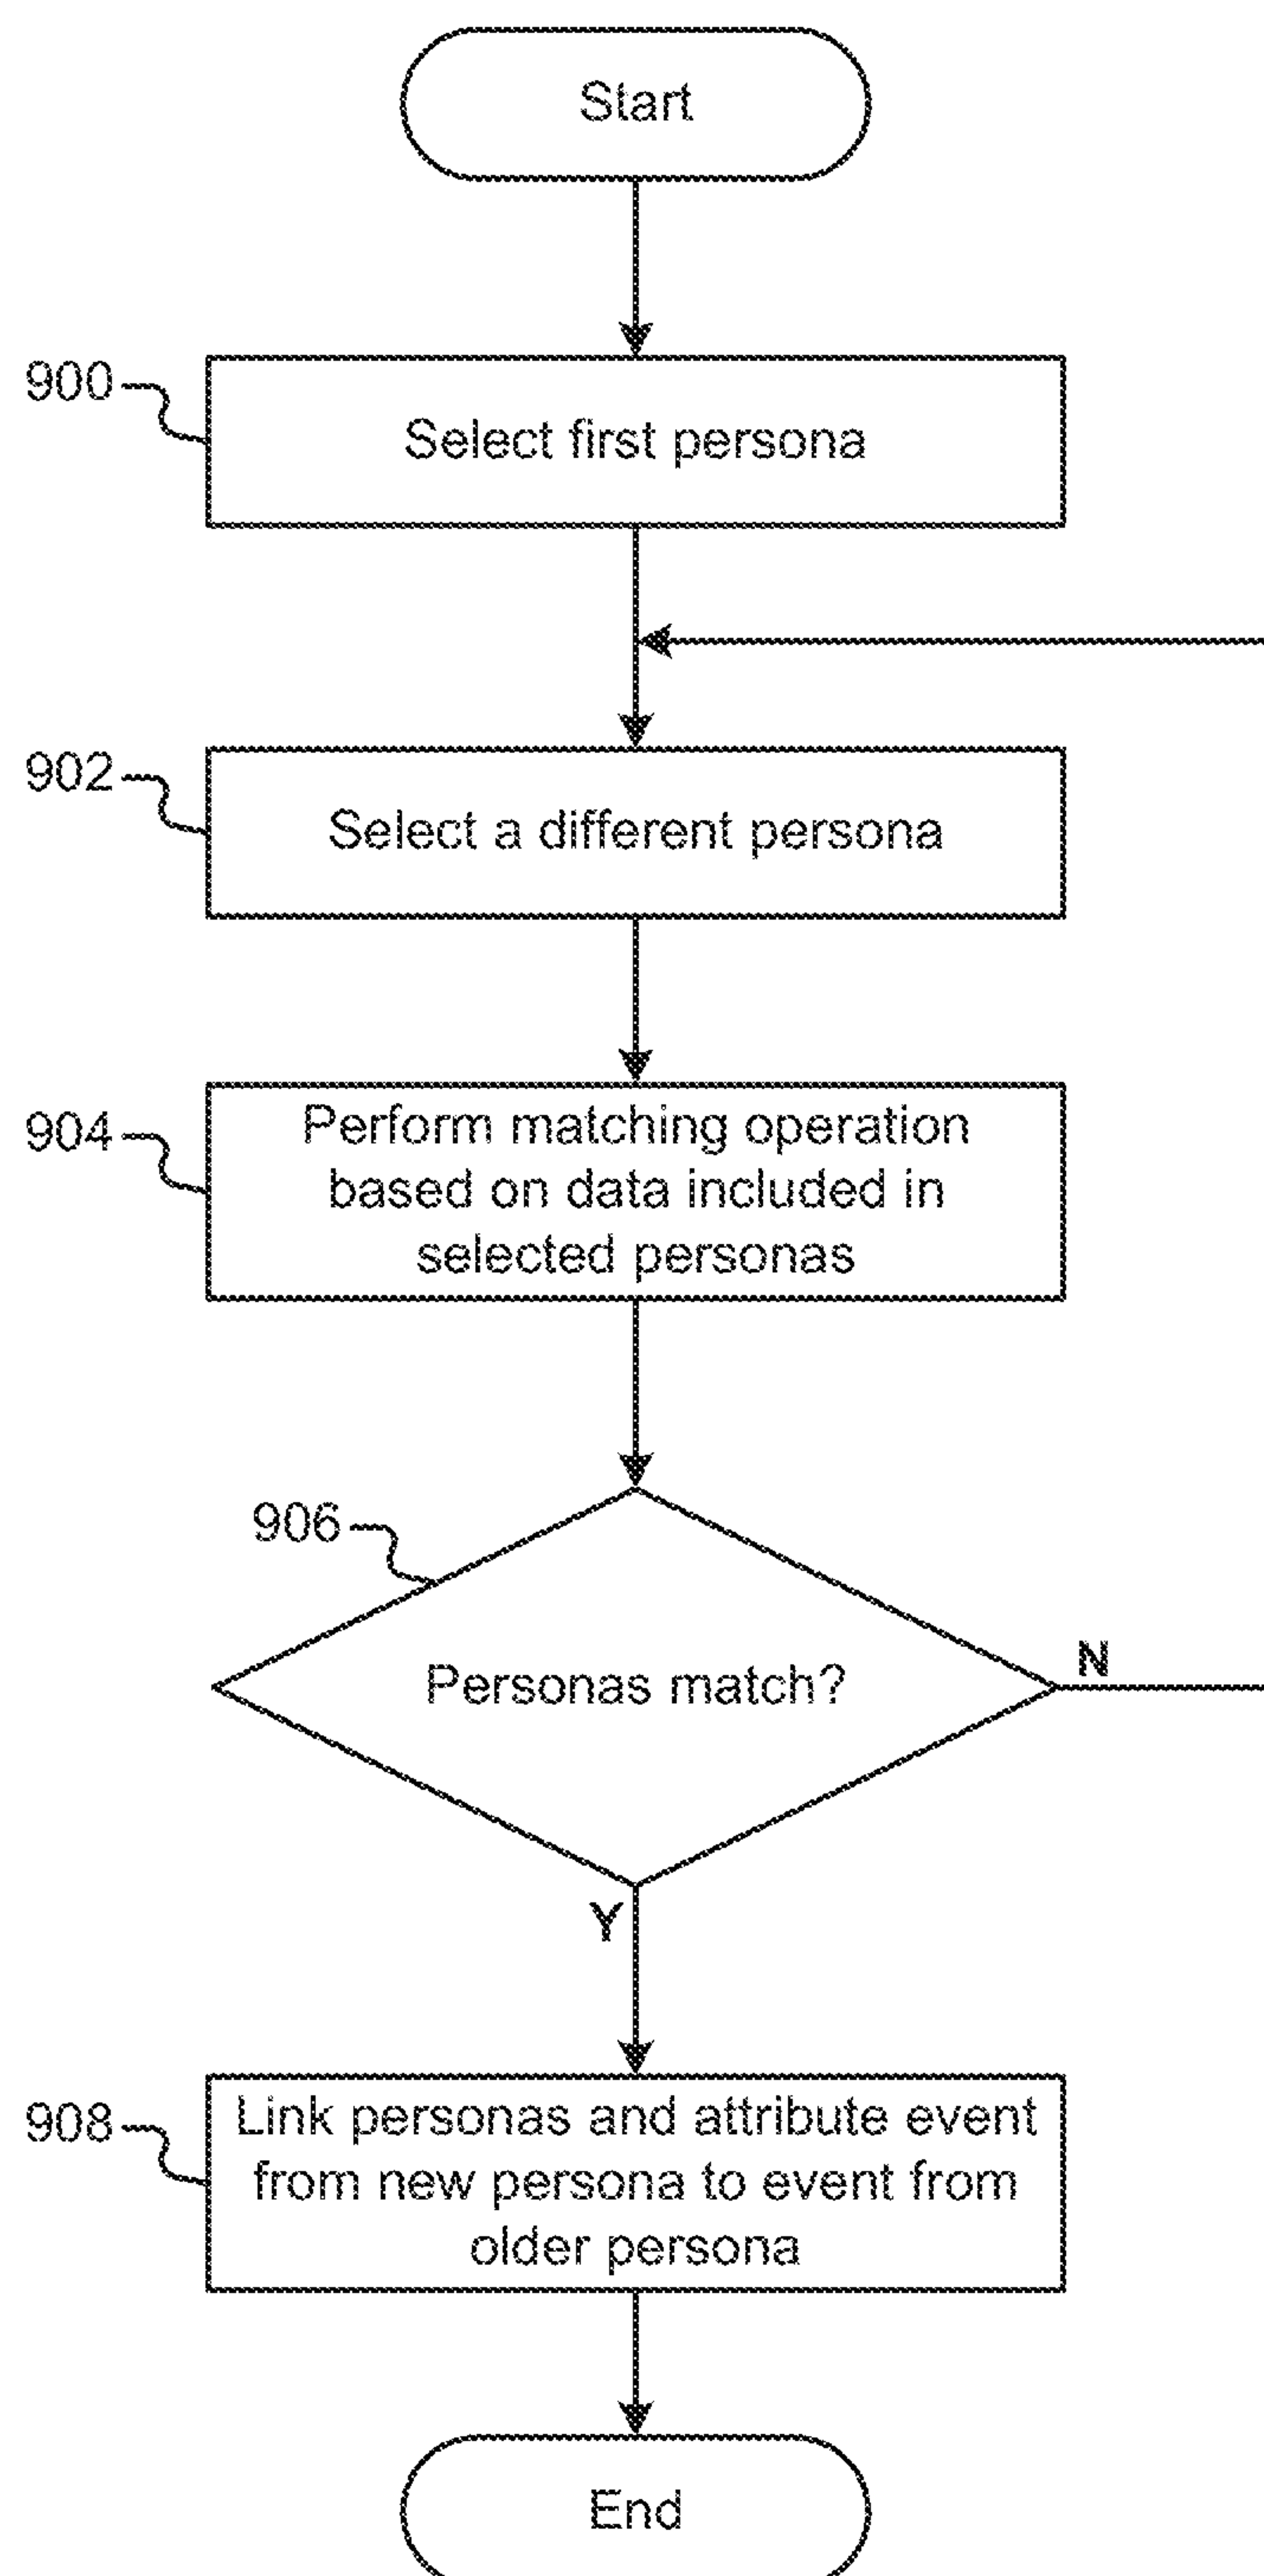 Start
900
Select first persona
902
Select a different persona
904
Perform matching operation
based on data included in
selected personas
906
Personas match?
N
Y
908
Link personas and attribute event
from new persona to event from
older persona
End